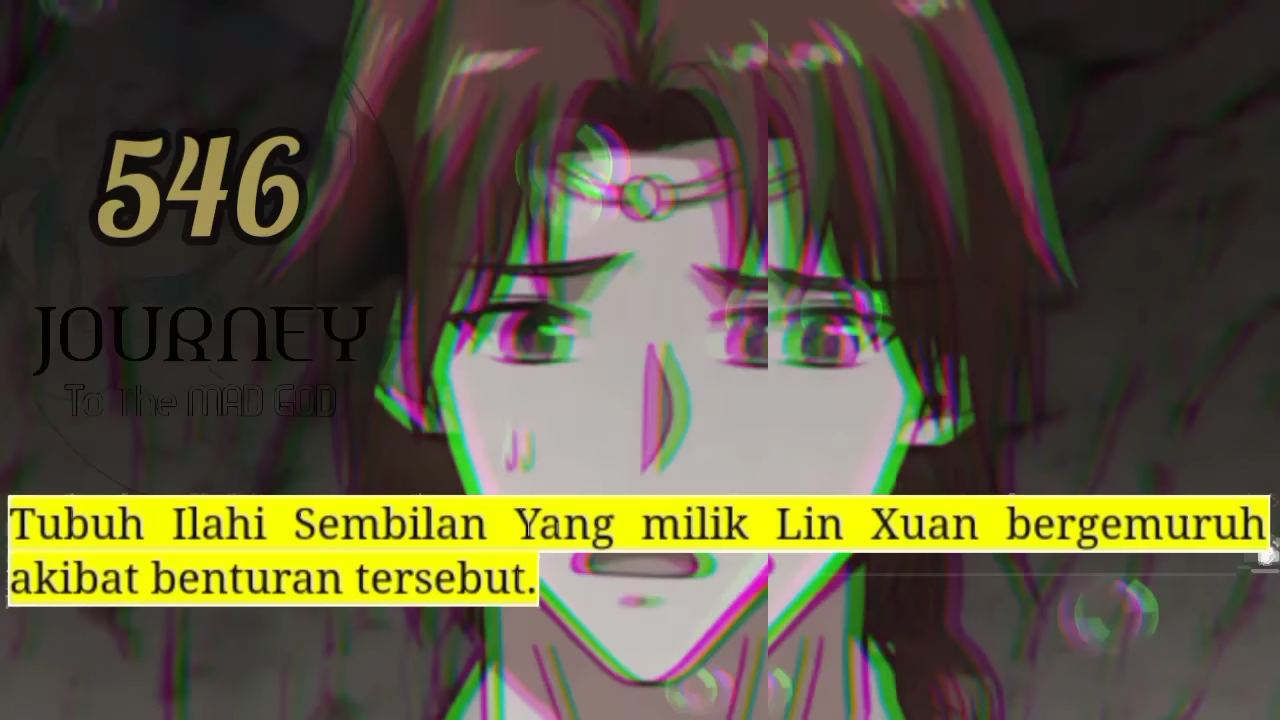 546
JOURNEY
To The MAD GOD
Tubuh Ilahi Sembilan Yang milik Lin Xuan bergemuruh
akibat benturan tersebut.